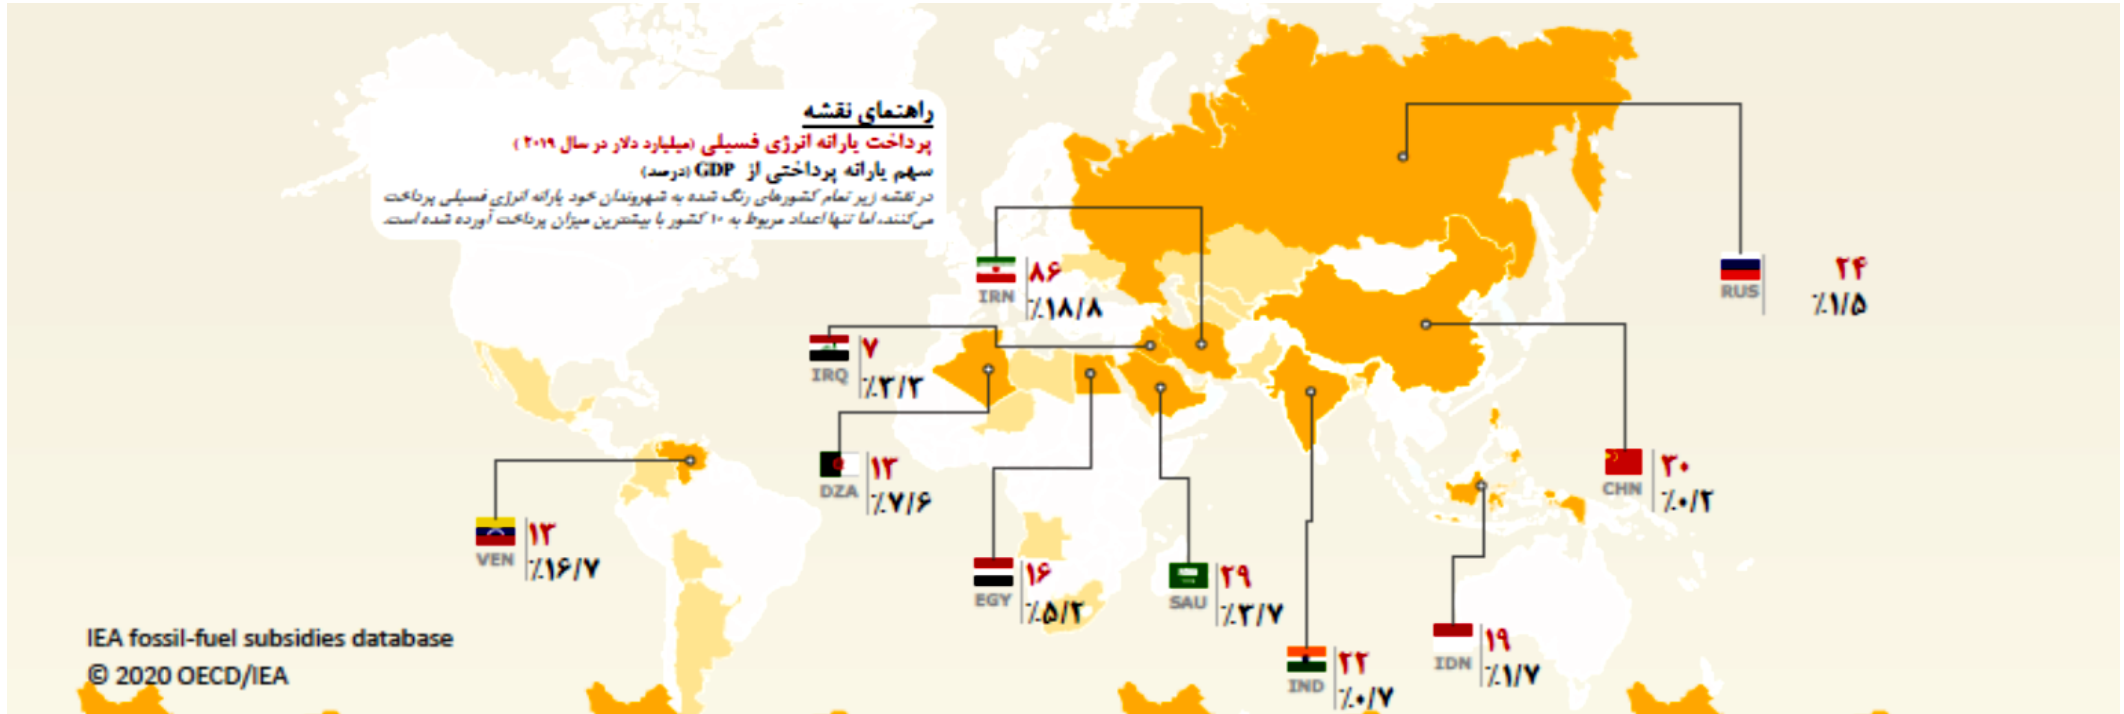 راهنمای نقشه
پرداخت یارانه انرژی فسیلی (میلیارد دلار در سال ۲۰۱۹ )
سهم یارانه پرداختی از GDP (درصد)
در نقشه زیر تمام کشورهای رنگ شده به شهروندان خود یارانه انرژی فسیلی پرداخت
می‌کنند، اما تنها اعداد مربوط به ۱۰ کشور با بیشترین میزان پرداخت آورده شده است.
RUS
۲۴
٪۱/۵
IRN
۸۶
٪۱۸/۸
IRQ
۷
٪۳/۳
DZA
۱۳
٪۷/۶
CHN
۳۰
٪۰/۲
VEN
۱۳
٪۱۶/۷
EGY
۱۶
٪۵/۲
SAU
۲۹
٪۳/۷
IDN
۱۹
٪۱/۷
IND
۲۲
٪۰/۷
IEA fossil-fuel subsidies database
© 2020 OECD/IEA